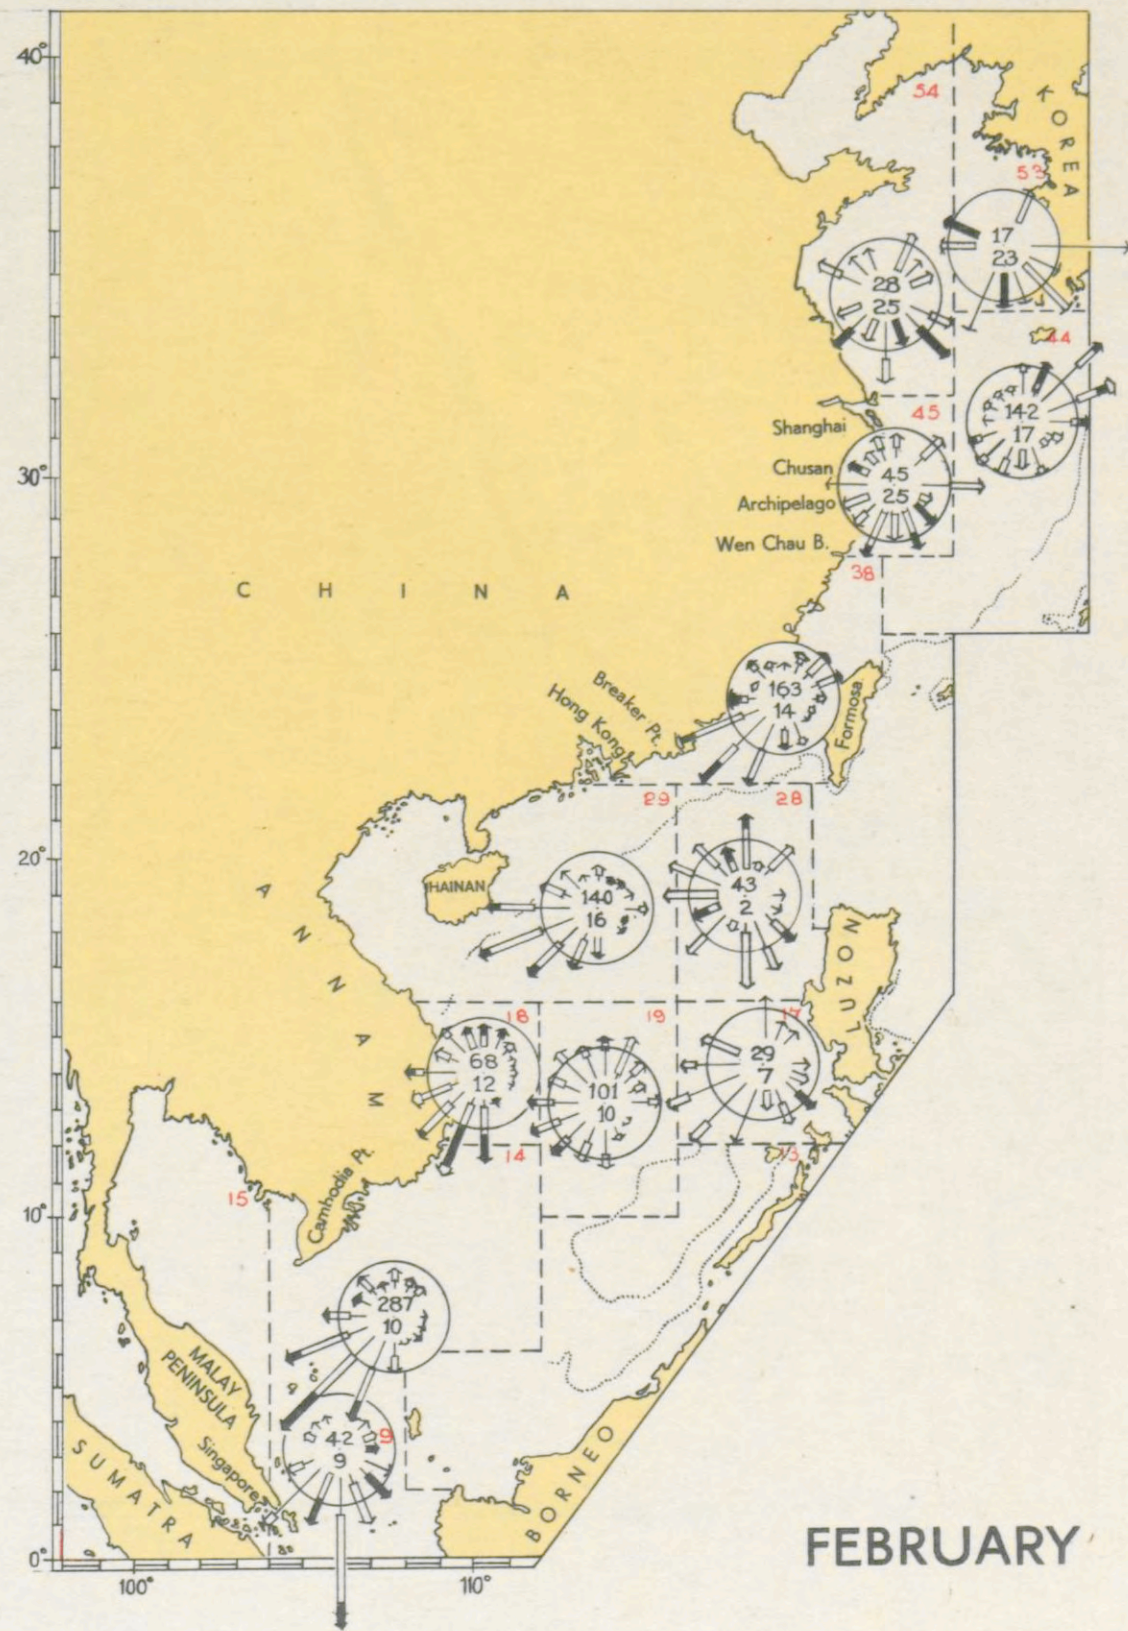 40°
54
KOREA
53
17
23
28
25
44
142
17
45
Shanghai
30°
Chusan
Archipelago
45
25
Wen Chau B.
38
CHINA
163
14
Formosa
Breaker Pt.
Hong Kong
29
28
20°
HAINAN
140
16
43
2
ANNAM
LUZON
18
19
17
68
12
101
10
29
7
14
13
15
Cambodia Pt.
10°
287
10
MALAY
PENINSULA
Singapore
42
9
9
SUMATRA
BORNEO
0°
100°
110°
FEBRUARY